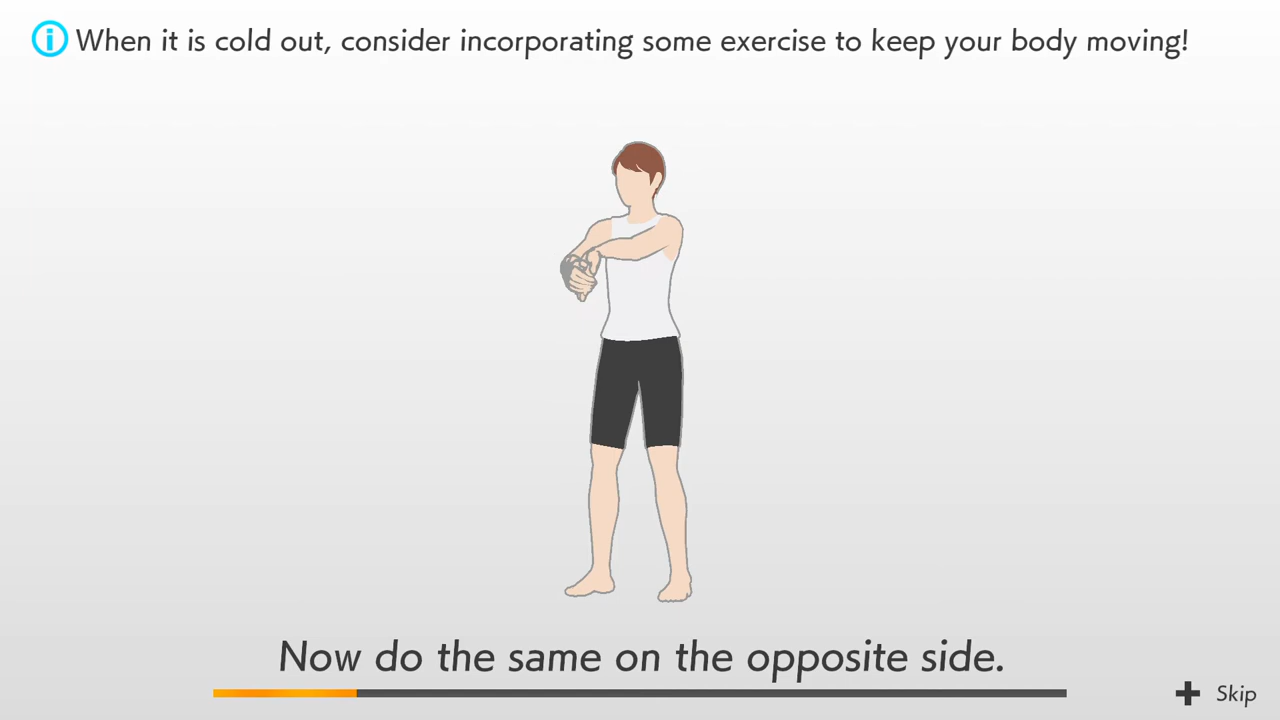 When it is cold out, consider incorporating some exercise to keep your body moving!
Now do the same on the opposite side.
Skip